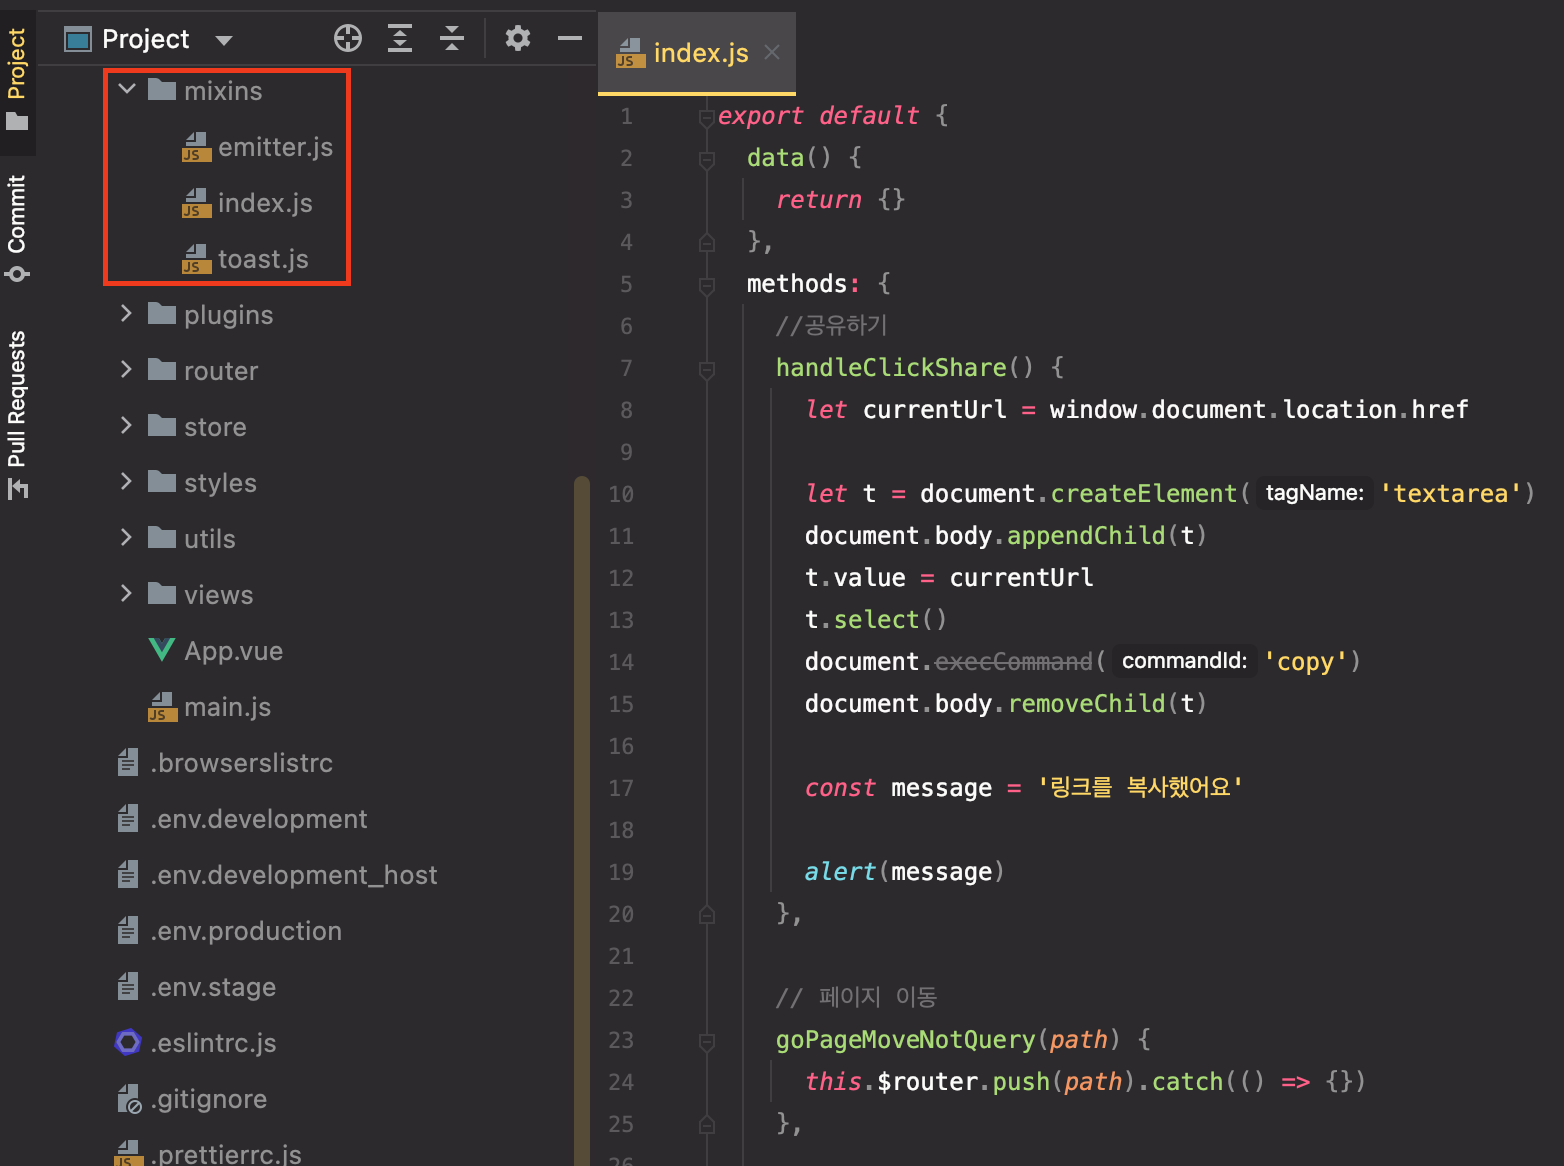 Project
Commit
Pull Requests
Project
mixins
JS emitter.js
JS index.js
JS toast.js
plugins
router
store
styles
utils
views
App.vue
JS main.js
.browserslistrc
.env.development
.env.development_host
.env.production
.env.stage
.eslintrc.js
.gitignore
JS .prettierrc.js
JS index.js
1 export default {
2 data() {
3 return {}
4 },
5 methods: {
6 //공유하기
7 handleClickShare() {
8 let currentUrl = window.document.location.href
9
10 let t = document.createElement( tagName: 'textarea')
11 document.body.appendChild(t)
12 t.value = currentUrl
13 t.select()
14 document.execCommand( commandId: 'copy')
15 document.body.removeChild(t)
16
17 const message = '링크를 복사했어요'
18
19 alert(message)
20 },
21
22 // 페이지 이동
23 goPageMoveNotQuery(path) {
24 this.$router.push(path).catch(() => {})
25 },
26